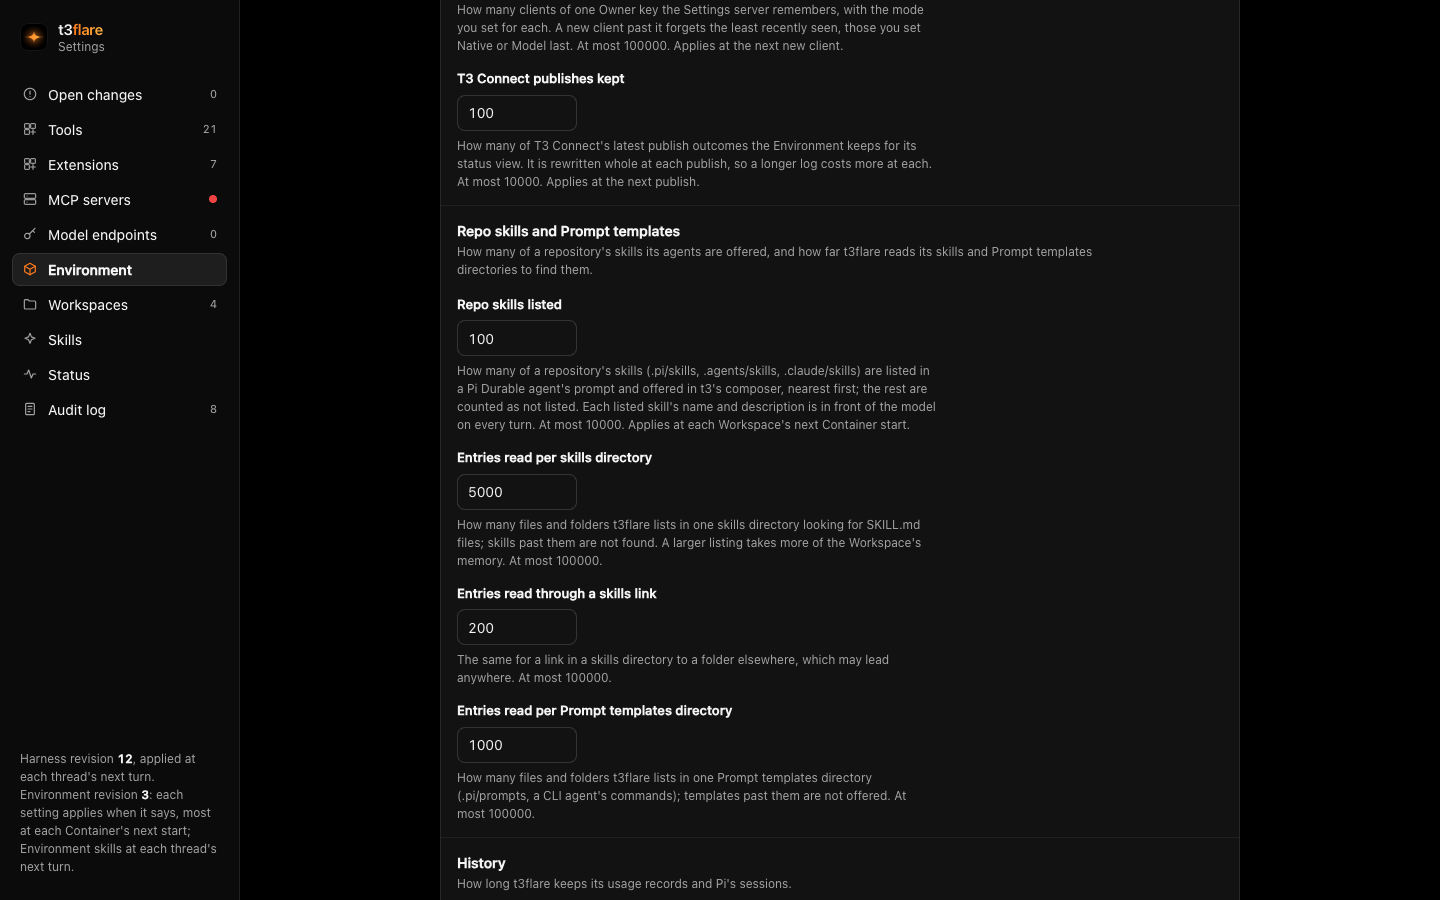 t3flare
Settings
Open changes 0
Tools 21
Extensions 7
MCP servers
Model endpoints 0
Environment
Workspaces 4
Skills
Status
Audit log 8
Harness revision 12, applied at
each thread's next turn.
Environment revision 3: each
setting applies when it says, most
at each Container's next start;
Environment skills at each thread's
next turn.
How many clients of one Owner key the Settings server remembers, with the mode
you set for each. A new client past it forgets the least recently seen, those you set
Native or Model last. At most 100000. Applies at the next new client.
T3 Connect publishes kept
100
How many of T3 Connect's latest publish outcomes the Environment keeps for its
status view. It is rewritten whole at each publish, so a longer log costs more at each.
At most 10000. Applies at the next publish.
Repo skills and Prompt templates
How many of a repository's skills its agents are offered, and how far t3flare reads its skills and Prompt templates
directories to find them.
Repo skills listed
100
How many of a repository's skills (.pi/skills, .agents/skills, .claude/skills) are listed in
a Pi Durable agent's prompt and offered in t3's composer, nearest first; the rest are
counted as not listed. Each listed skill's name and description is in front of the model
on every turn. At most 10000. Applies at each Workspace's next Container start.
Entries read per skills directory
5000
How many files and folders t3flare lists in one skills directory looking for SKILL.md
files; skills past them are not found. A larger listing takes more of the Workspace's
memory. At most 100000.
Entries read through a skills link
200
The same for a link in a skills directory to a folder elsewhere, which may lead
anywhere. At most 100000.
Entries read per Prompt templates directory
1000
How many files and folders t3flare lists in one Prompt templates directory
(.pi/prompts, a CLI agent's commands); templates past them are not offered. At
most 100000.
History
How long t3flare keeps its usage records and Pi's sessions.